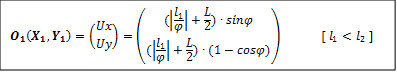 O₁(X₁,Y₁) = (Ux Uy) = ( (|l₁/φ| + L/2) · sinφ
(|l₁/φ| + L/2) · (1 − cosφ) ) [ l₁ < l₂ ]